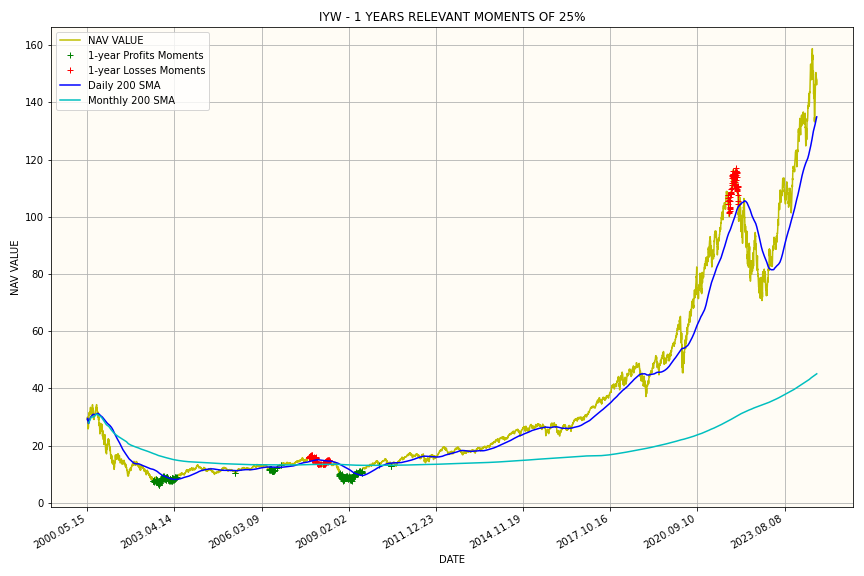 IYW - 1 YEARS RELEVANT MOMENTS OF 25%
NAV VALUE
1-year Profits Moments
1-year Losses Moments
Daily 200 SMA
Monthly 200 SMA
160
140
120
100
80
60
40
20
0
NAV VALUE
2000.05.15
2003.04.14
2006.03.09
2009.02.02
2011.12.23
2014.11.19
2017.10.16
2020.09.10
2023.08.08
DATE